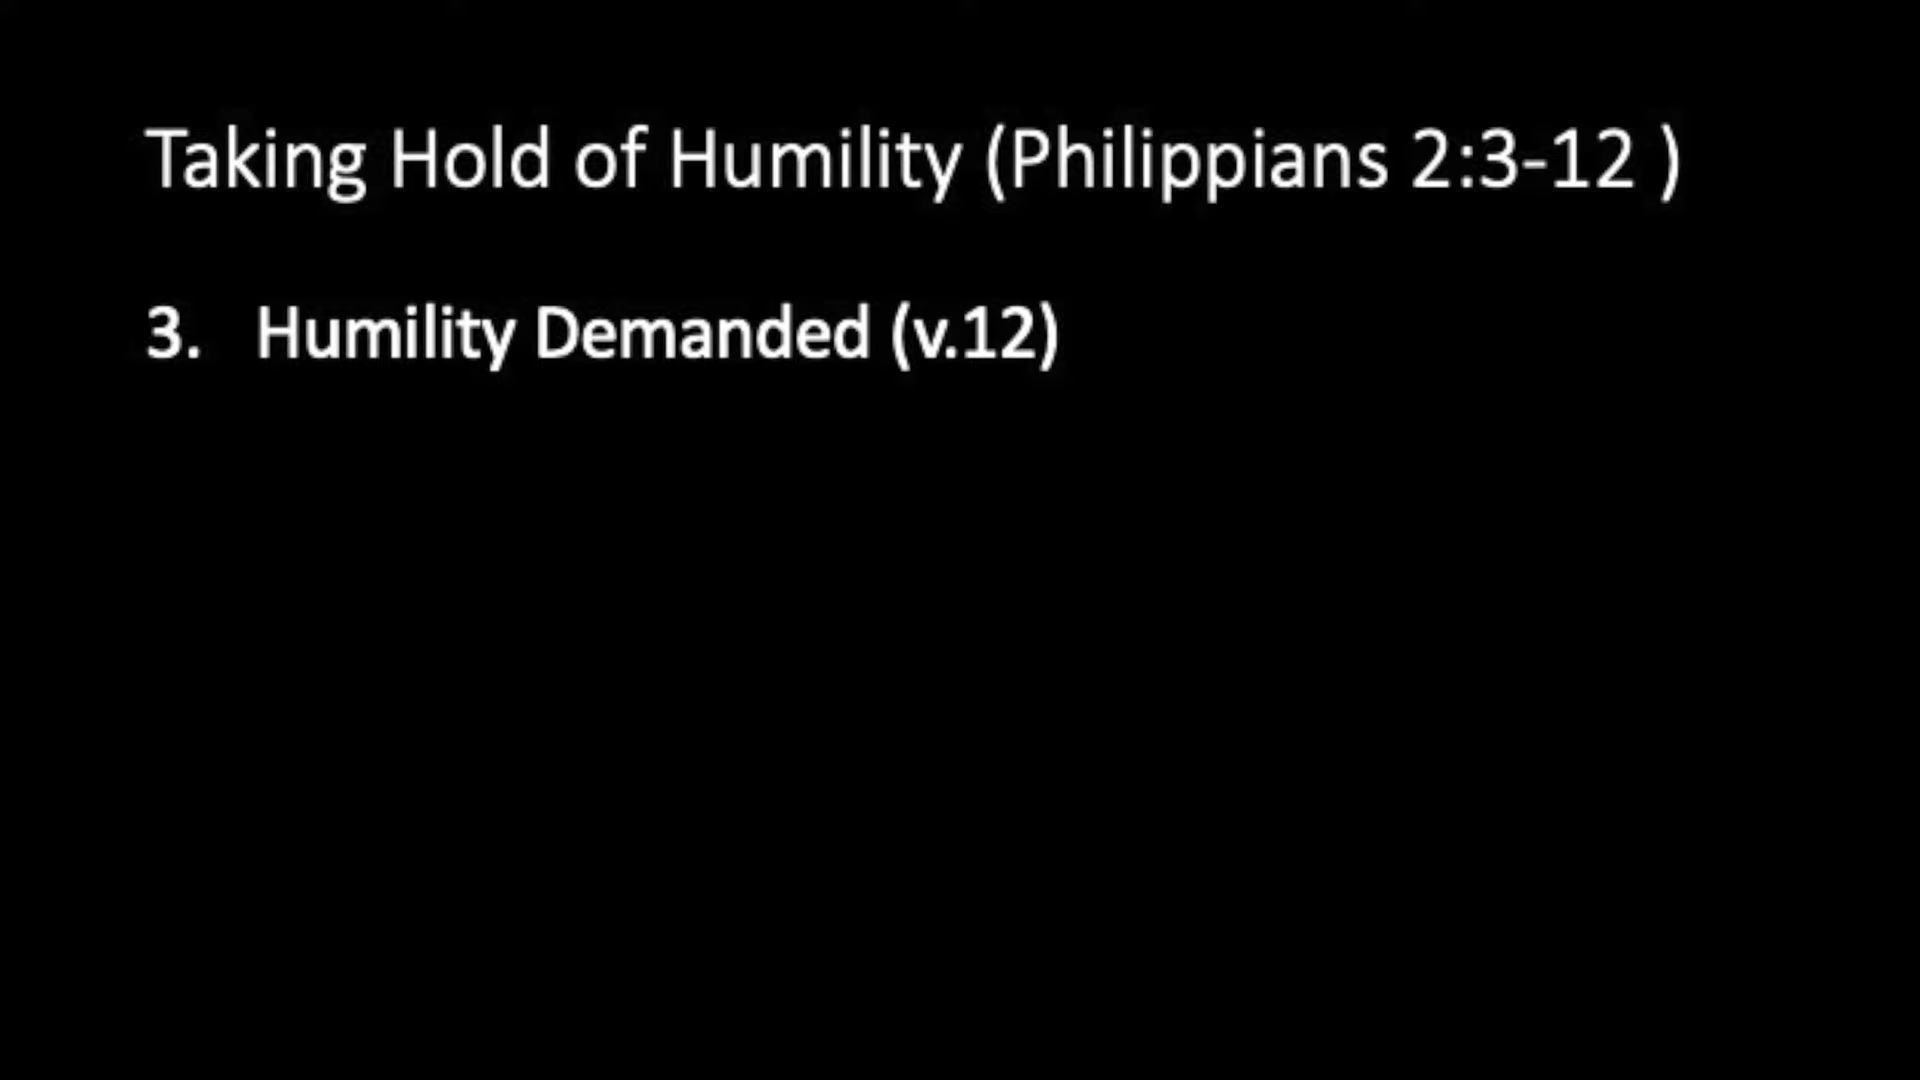 Taking Hold of Humility (Philippians 2:3-12 )
3. Humility Demanded (v.12)